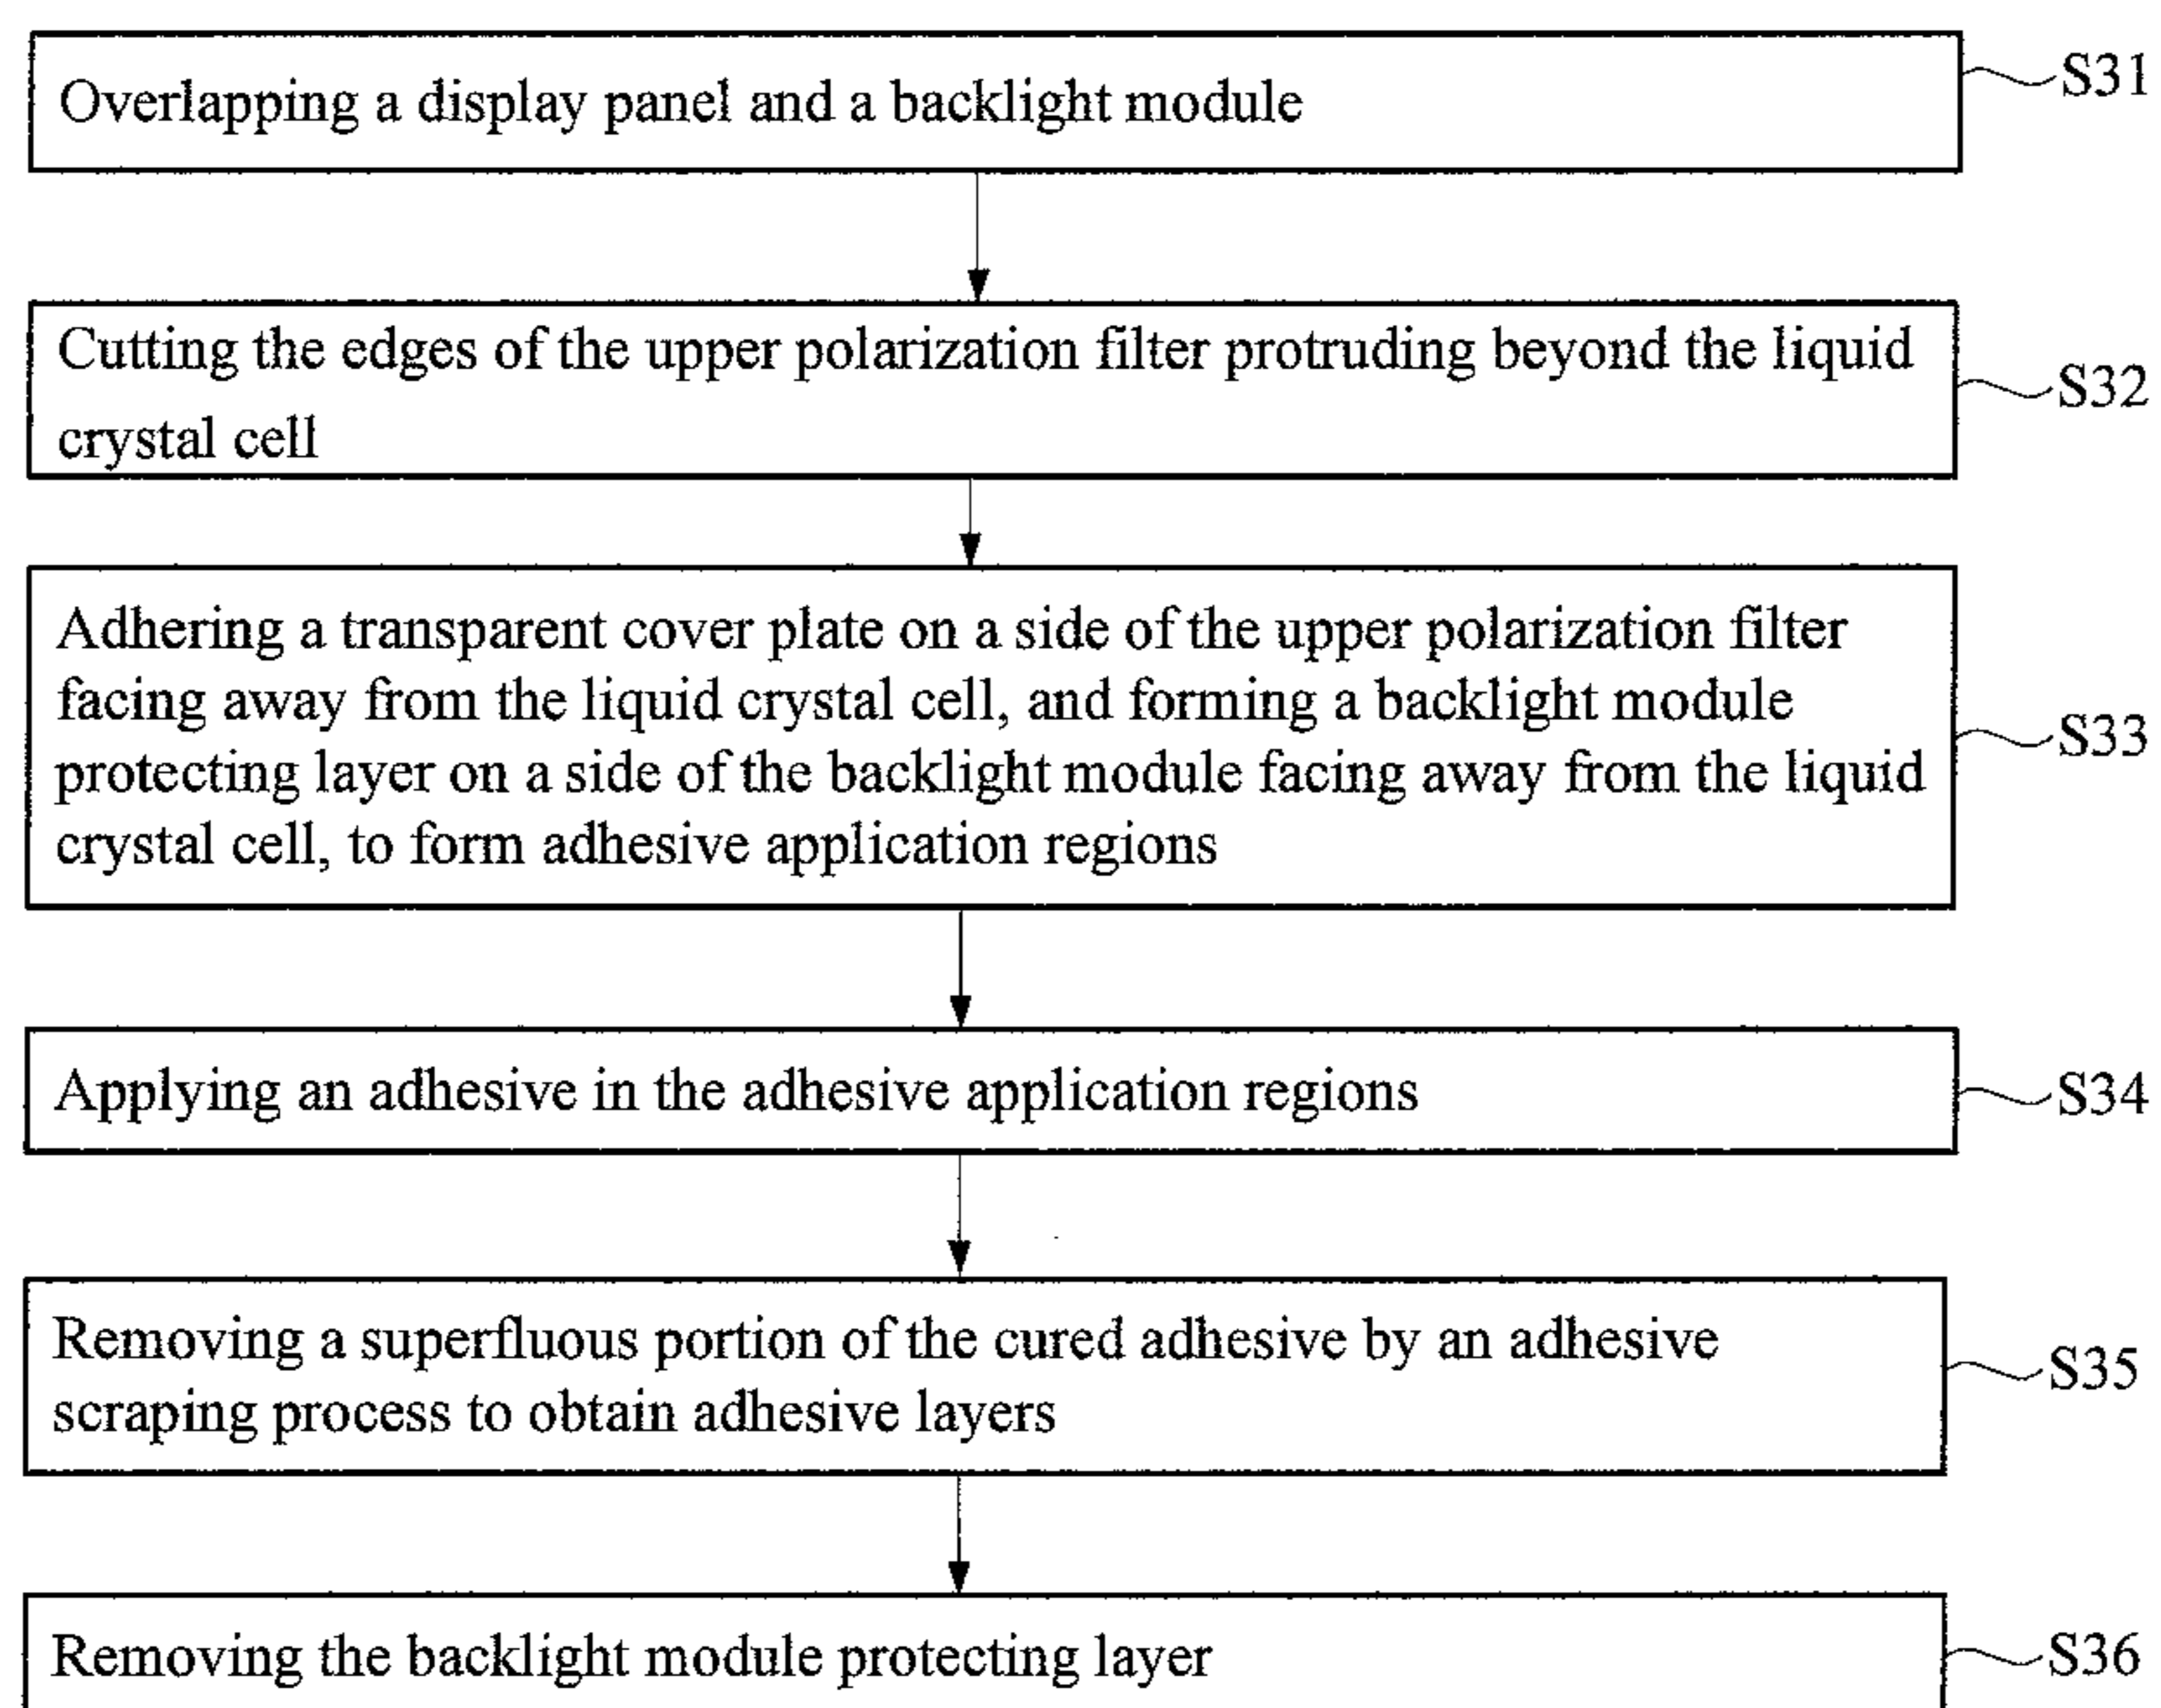 Overlapping a display panel and a backlight module
S31
Cutting the edges of the upper polarization filter protruding beyond the liquid
crystal cell
S32
Adhering a transparent cover plate on a side of the upper polarization filter
facing away from the liquid crystal cell, and forming a backlight module
protecting layer on a side of the backlight module facing away from the liquid
crystal cell, to form adhesive application regions
S33
Applying an adhesive in the adhesive application regions
S34
Removing a superfluous portion of the cured adhesive by an adhesive
scraping process to obtain adhesive layers
S35
Removing the backlight module protecting layer
S36